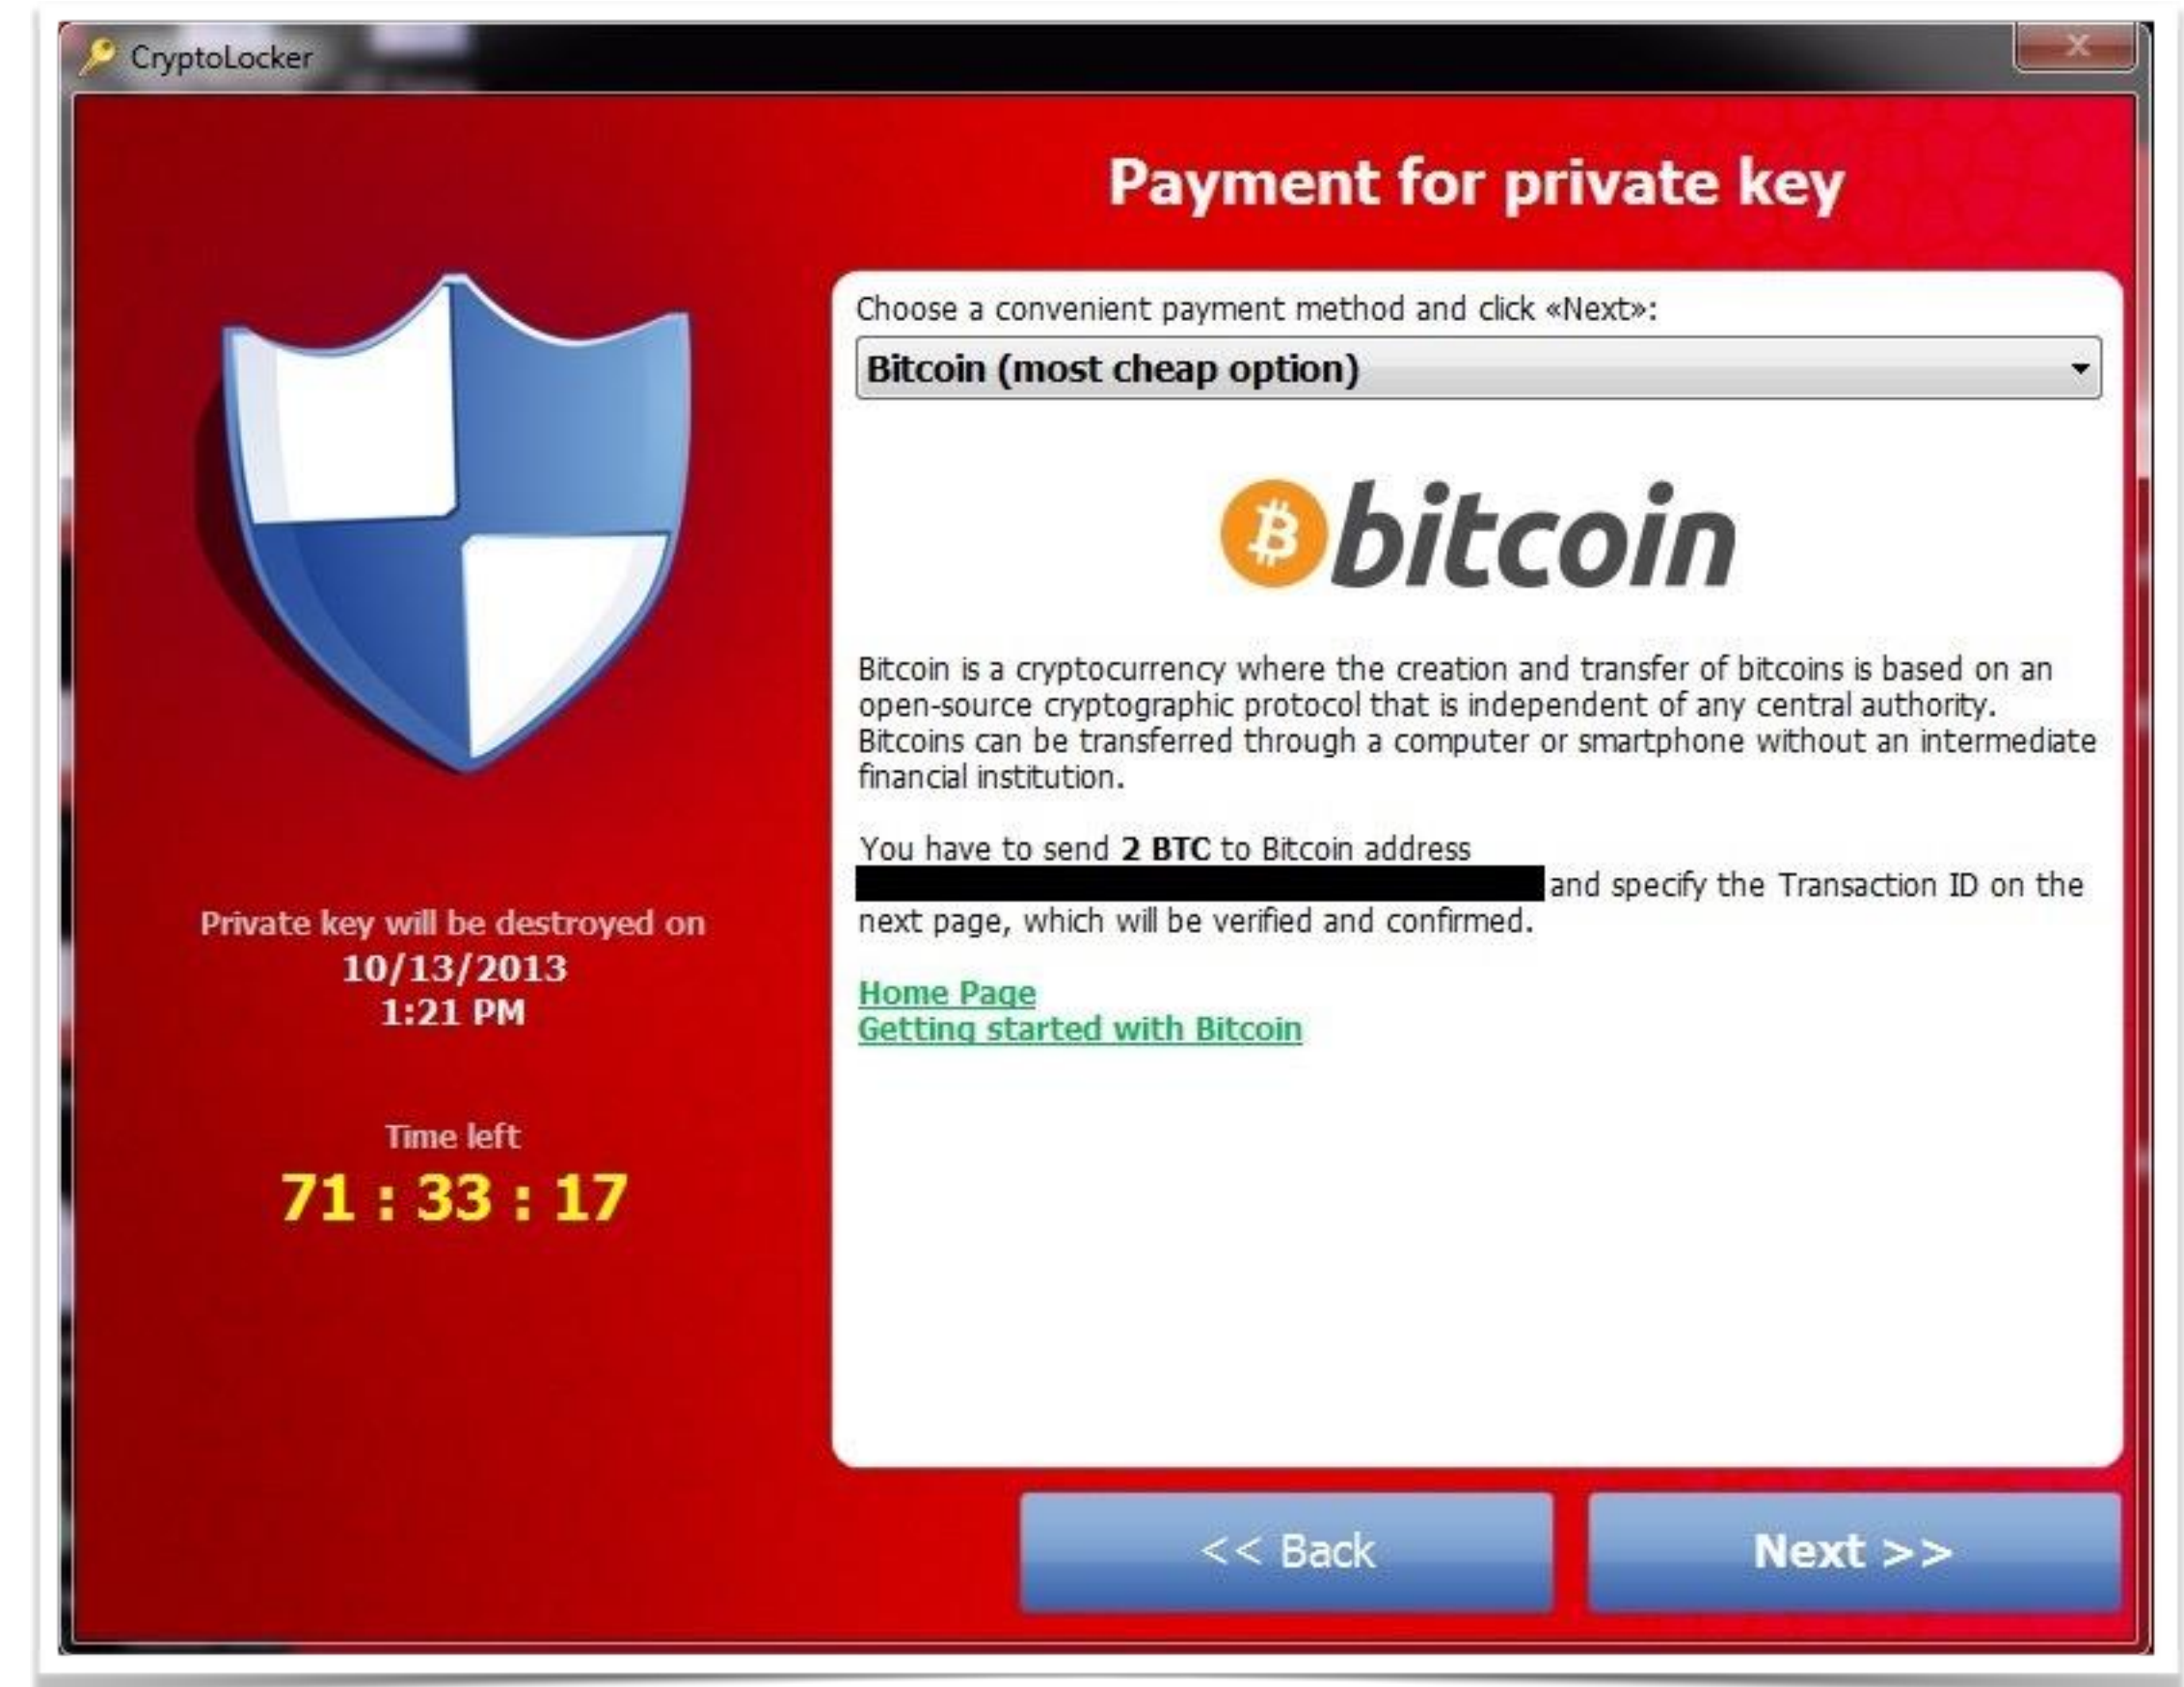 CryptoLocker
Payment for private key
Choose a convenient payment method and click «Next»:
Bitcoin (most cheap option)
bitcoin
Bitcoin is a cryptocurrency where the creation and transfer of bitcoins is based on an
open-source cryptographic protocol that is independent of any central authority.
Bitcoins can be transferred through a computer or smartphone without an intermediate
financial institution.
You have to send 2 BTC to Bitcoin address
and specify the Transaction ID on the
next page, which will be verified and confirmed.
Home Page
Getting started with Bitcoin
Private key will be destroyed on
10/13/2013
1:21 PM
Time left
71 : 33 : 17
<< Back
Next >>